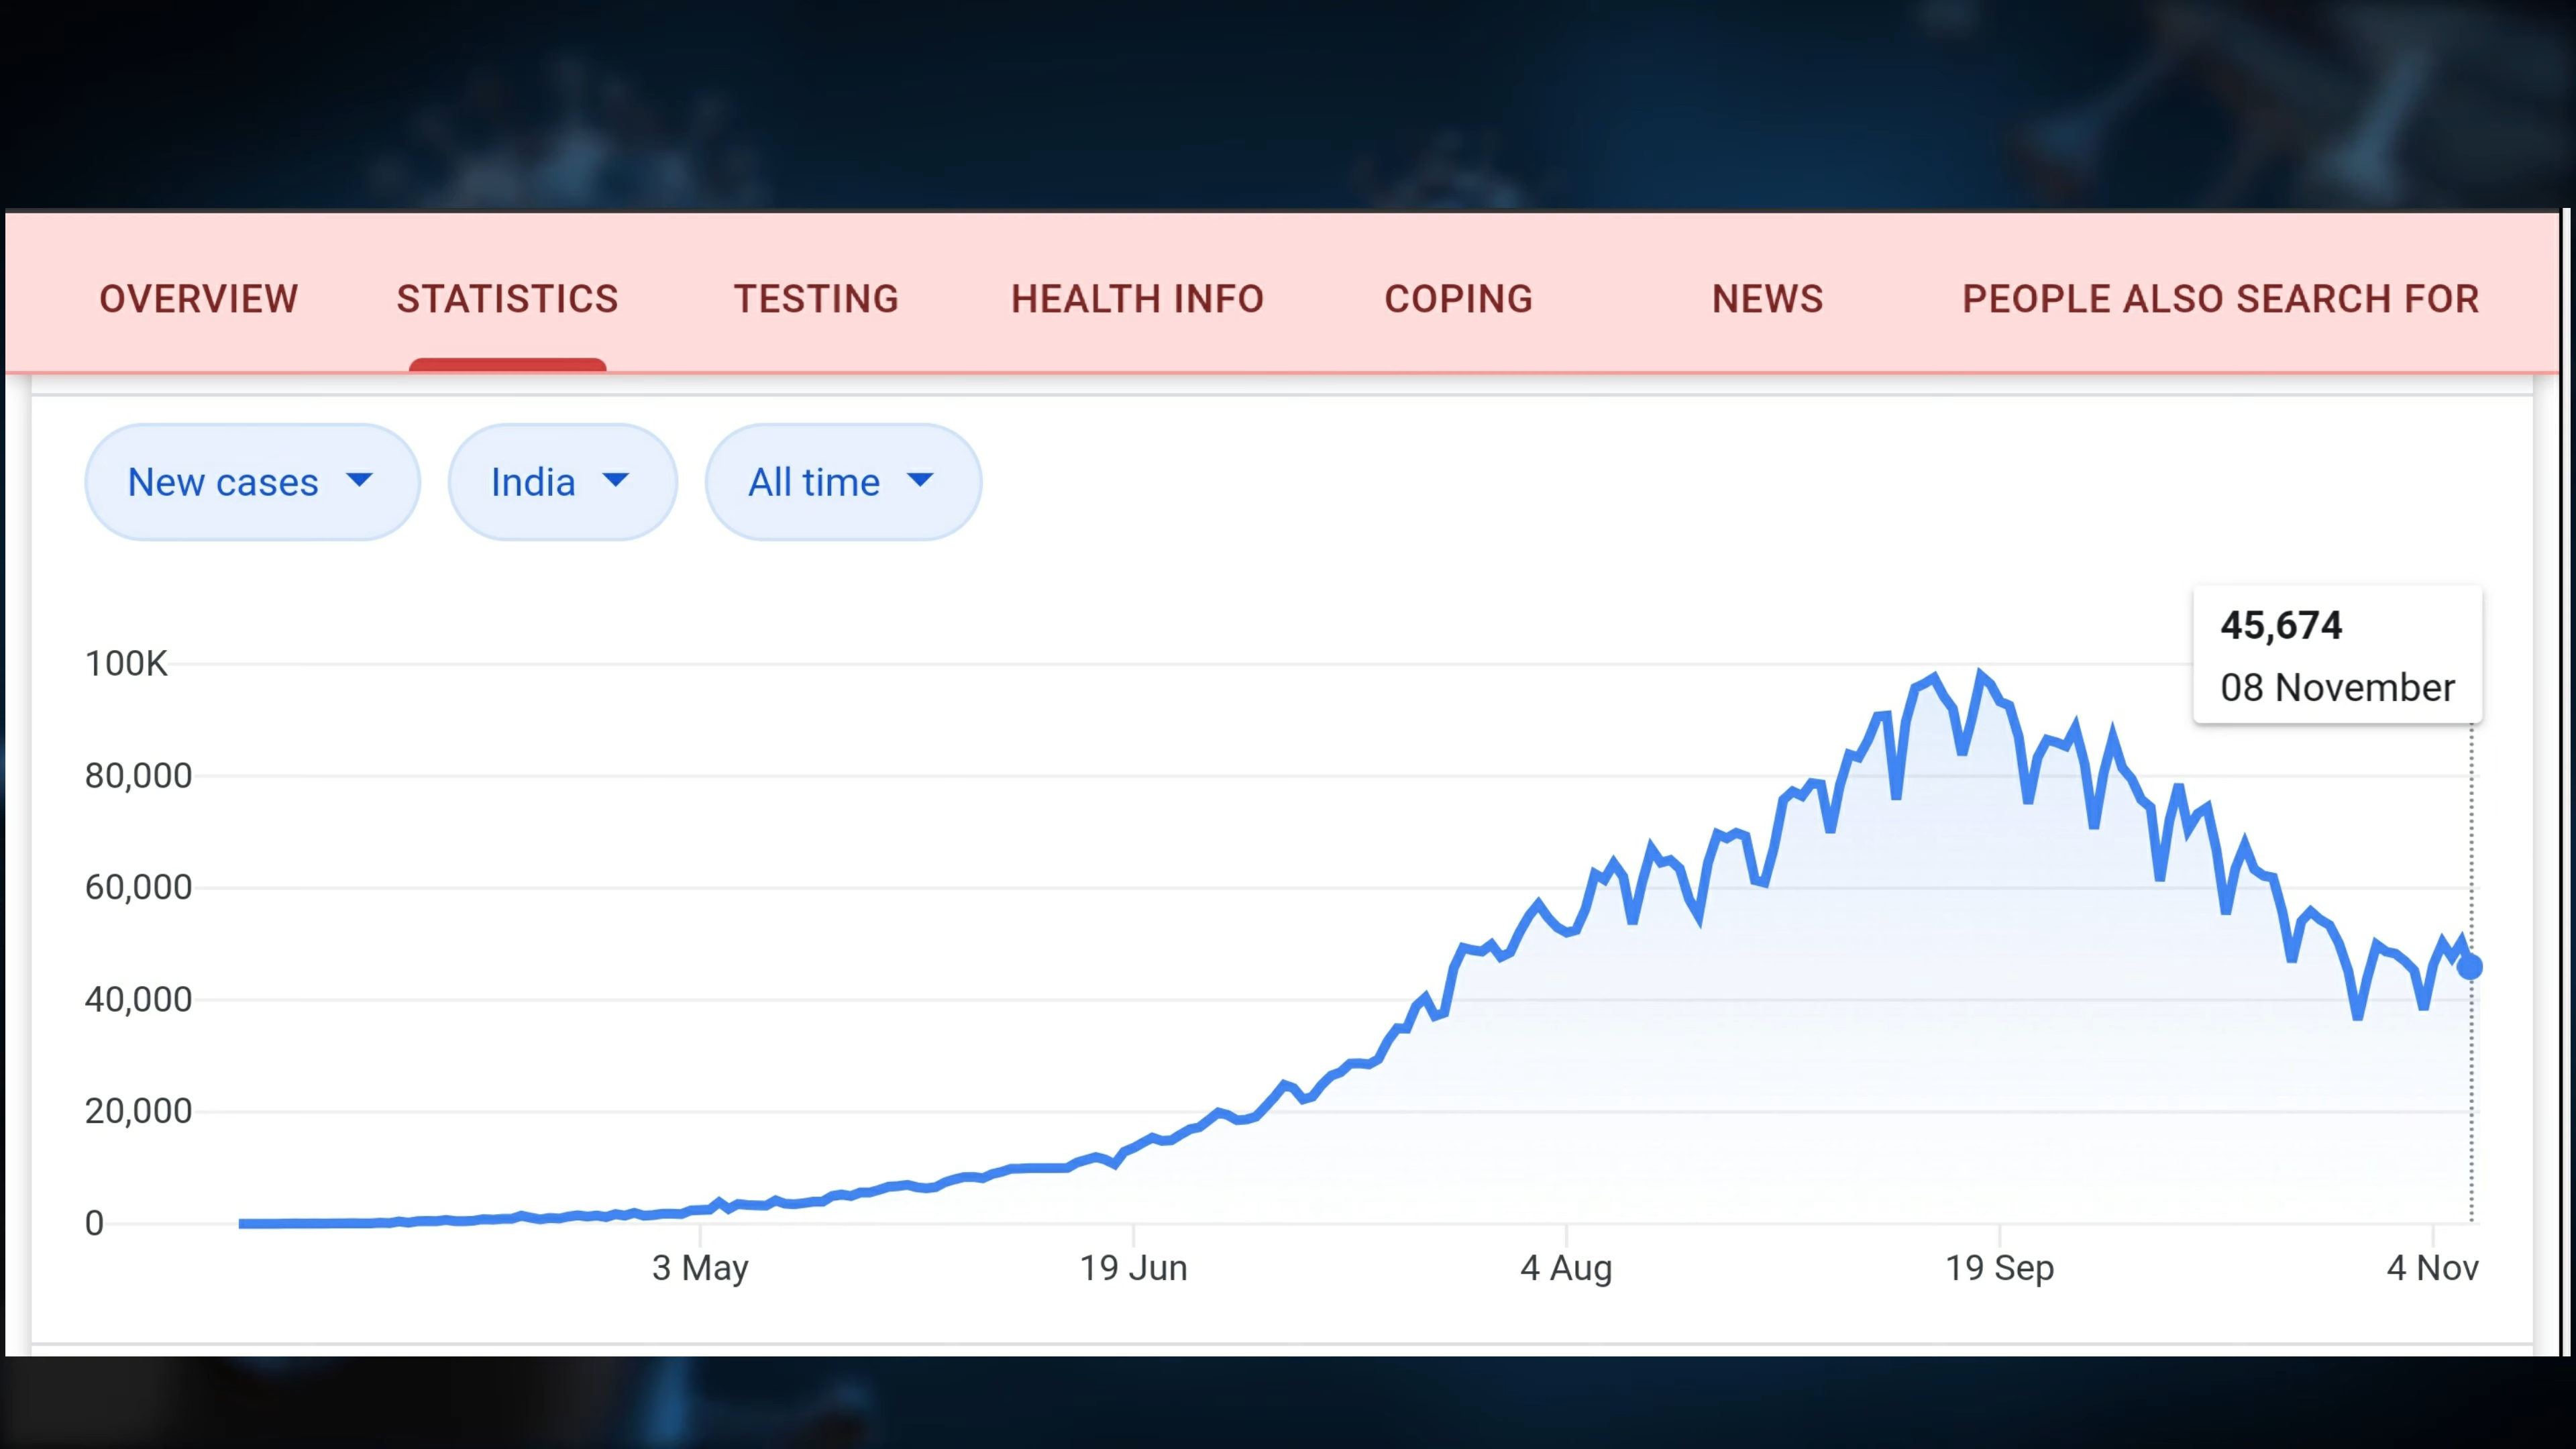 OVERVIEW STATISTICS TESTING HEALTH INFO COPING NEWS PEOPLE ALSO SEARCH FOR
New cases India All time
45,674
08 November
100K
80,000
60,000
40,000
20,000
0
3 May 19 Jun 4 Aug 19 Sep 4 Nov